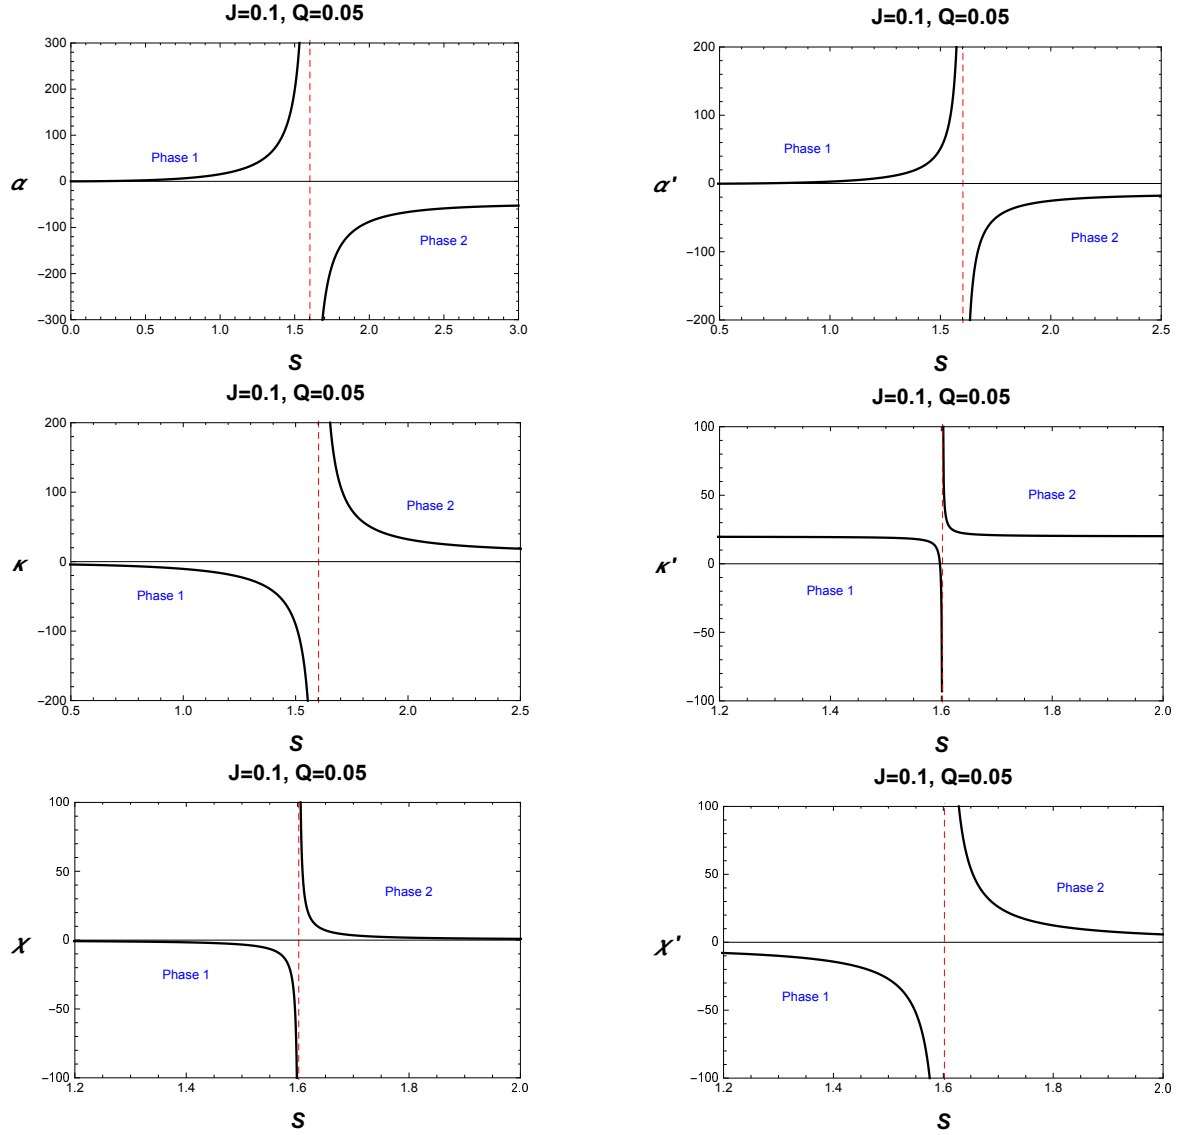 J=0.1, Q=0.05
300
200
100
0
−100
−200
−300
α
Phase 1
Phase 2
0.0 0.5 1.0 1.5 2.0 2.5 3.0
S
J=0.1, Q=0.05
200
100
0
−100
−200
α'
Phase 1
Phase 2
0.5 1.0 1.5 2.0 2.5
S
J=0.1, Q=0.05
200
100
0
−100
−200
κ
Phase 2
Phase 1
0.5 1.0 1.5 2.0 2.5
S
J=0.1, Q=0.05
100
50
0
−50
−100
κ'
Phase 2
Phase 1
1.2 1.4 1.6 1.8 2.0
S
J=0.1, Q=0.05
100
50
0
−50
−100
χ
Phase 2
Phase 1
1.2 1.4 1.6 1.8 2.0
S
J=0.1, Q=0.05
100
50
0
−50
−100
χ'
Phase 2
Phase 1
1.2 1.4 1.6 1.8 2.0
S